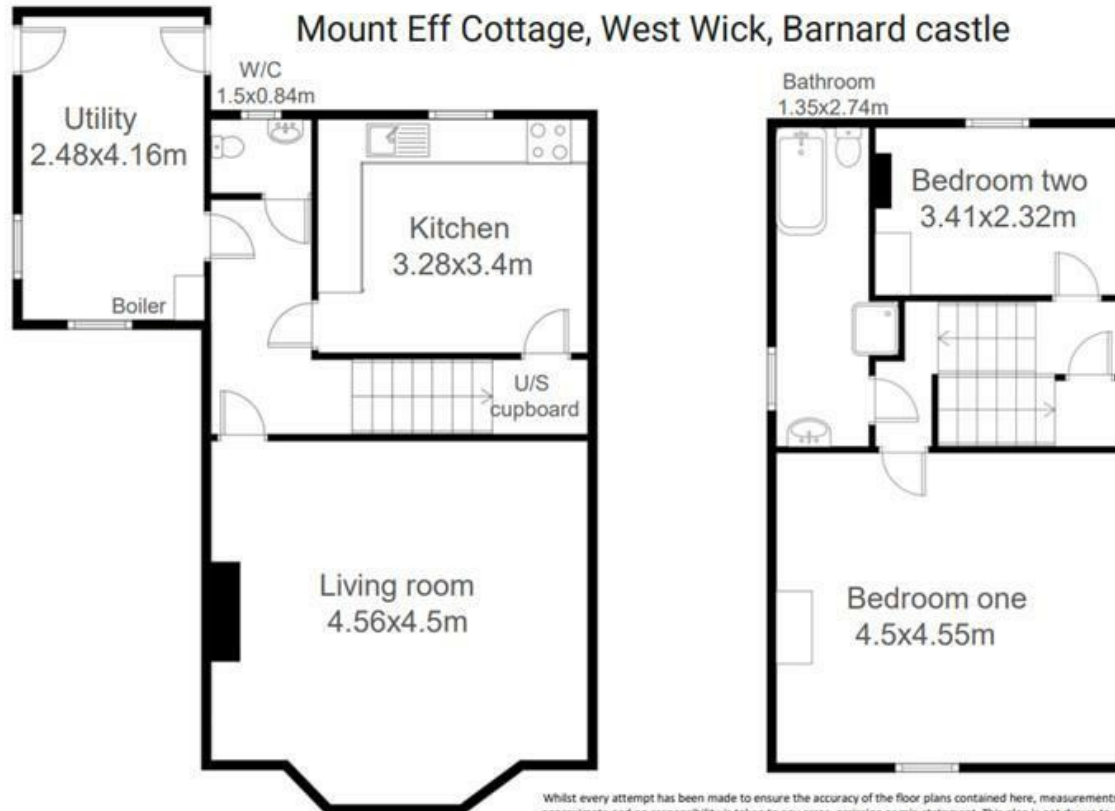 Mount Eff Cottage, West Wick, Barnard castle
W/C
1.5x0.84m
Utility
2.48x4.16m
Kitchen
3.28x3.4m
Boiler
U/S
cupboard
Living room
4.56x4.5m
Bathroom
1.35x2.74m
Bedroom two
3.41x2.32m
Bedroom one
4.5x4.55m
Whilst every attempt has been made to ensure the accuracy of the floor plans contained here, measurements